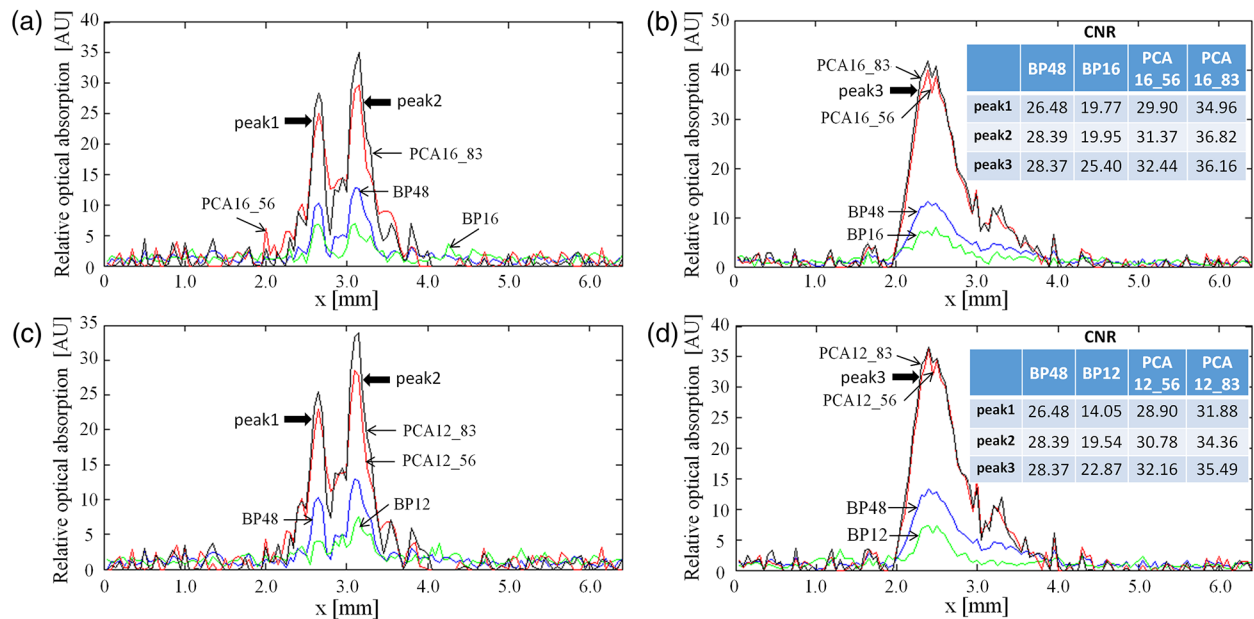 (a)
Relative optical absorption [AU]
40
35
30
25
20
15
10
5
0
peak1
peak2
PCA16_83
PCA16_56
BP48
BP16
0 1.0 2.0 3.0 4.0 5.0 6.0
x [mm]
(b)
Relative optical absorption [AU]
50
40
30
20
10
0
PCA16_83
peak3
PCA16_56
BP48
BP16
CNR
BP48 BP16 PCA 16_56 PCA 16_83
peak1 26.48 19.77 29.90 34.96
peak2 28.39 19.95 31.37 36.82
peak3 28.37 25.40 32.44 36.16
0 1.0 2.0 3.0 4.0 5.0 6.0
x [mm]
(c)
Relative optical absorption [AU]
35
30
25
20
15
10
5
0
peak1
peak2
PCA12_83
PCA12_56
BP48
BP12
0 1.0 2.0 3.0 4.0 5.0 6.0
x [mm]
(d)
Relative optical absorption [AU]
40
35
30
25
20
15
10
5
0
PCA12_83
peak3
PCA12_56
BP48
BP12
CNR
BP48 BP12 PCA 12_56 PCA 12_83
peak1 26.48 14.05 28.90 31.88
peak2 28.39 19.54 30.78 34.36
peak3 28.37 22.87 32.16 35.49
0 1.0 2.0 3.0 4.0 5.0 6.0
x [mm]